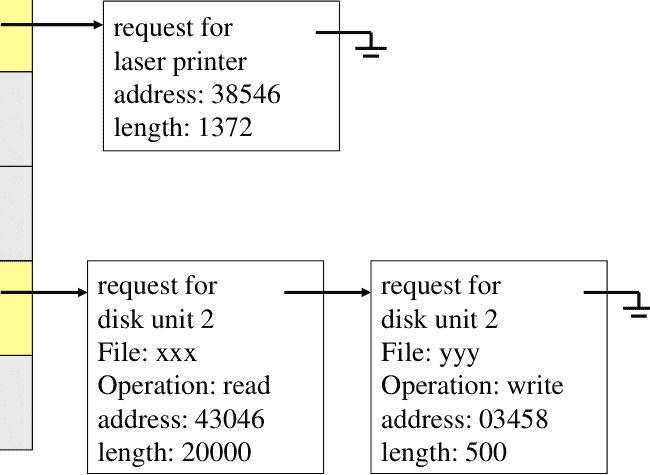 request for
laser printer
address: 38546
length: 1372
request for
disk unit 2
File: xxx
Operation: read
address: 43046
length: 20000
request for
disk unit 2
File: yyy
Operation: write
address: 03458
length: 500